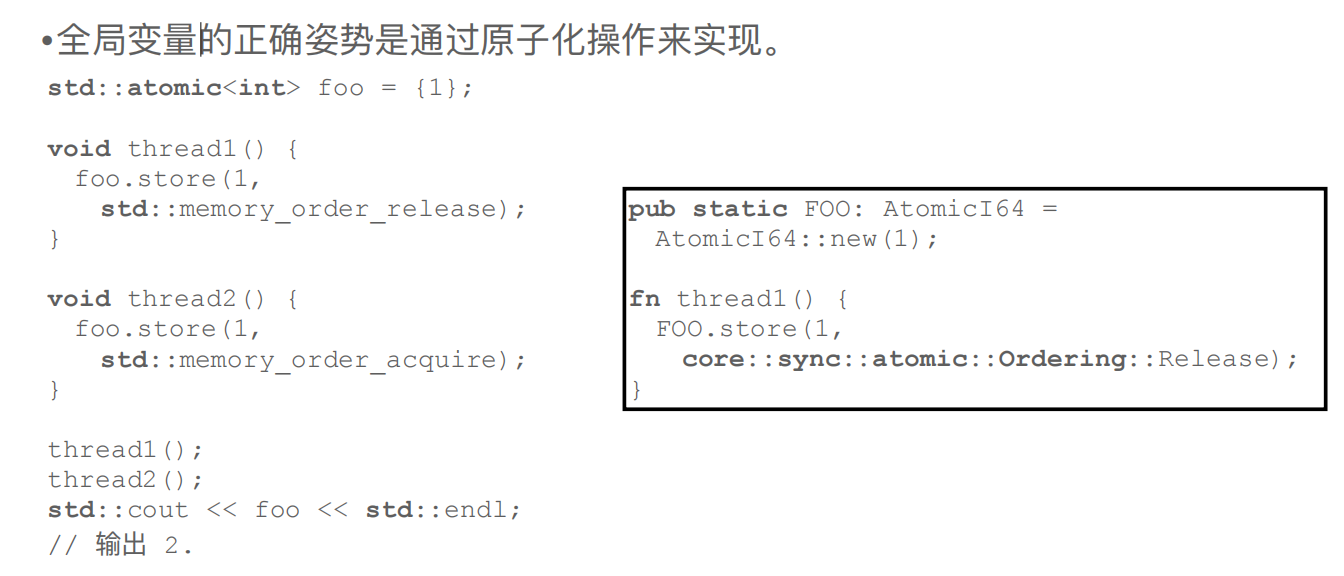 •全局变量的正确姿势是通过原子化操作来实现。
std::atomic<int> foo = {1};
void thread1() {
foo.store(1,
std::memory_order_release);
}
void thread2() {
foo.store(1,
std::memory_order_acquire);
}
thread1();
thread2();
std::cout << foo << std::endl;
// 输出 2.
pub static FOO: AtomicI64 =
AtomicI64::new(1);
fn thread1() {
FOO.store(1,
core::sync::atomic::Ordering::Release);
}